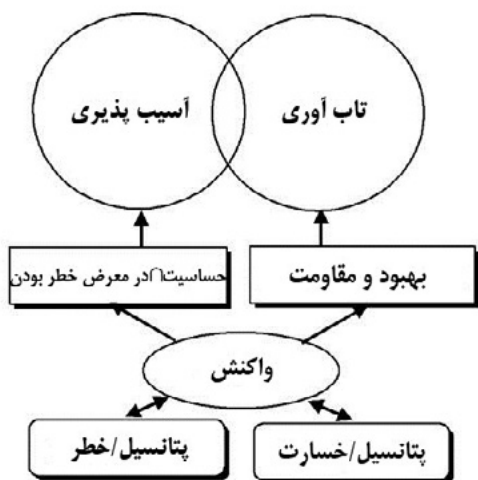 تاب آوری
آسیب پذیری
بهبود و مقاومت
حساسیت∩در معرض خطر بودن
واکنش
پتانسیل/خسارت
پتانسیل/خطر